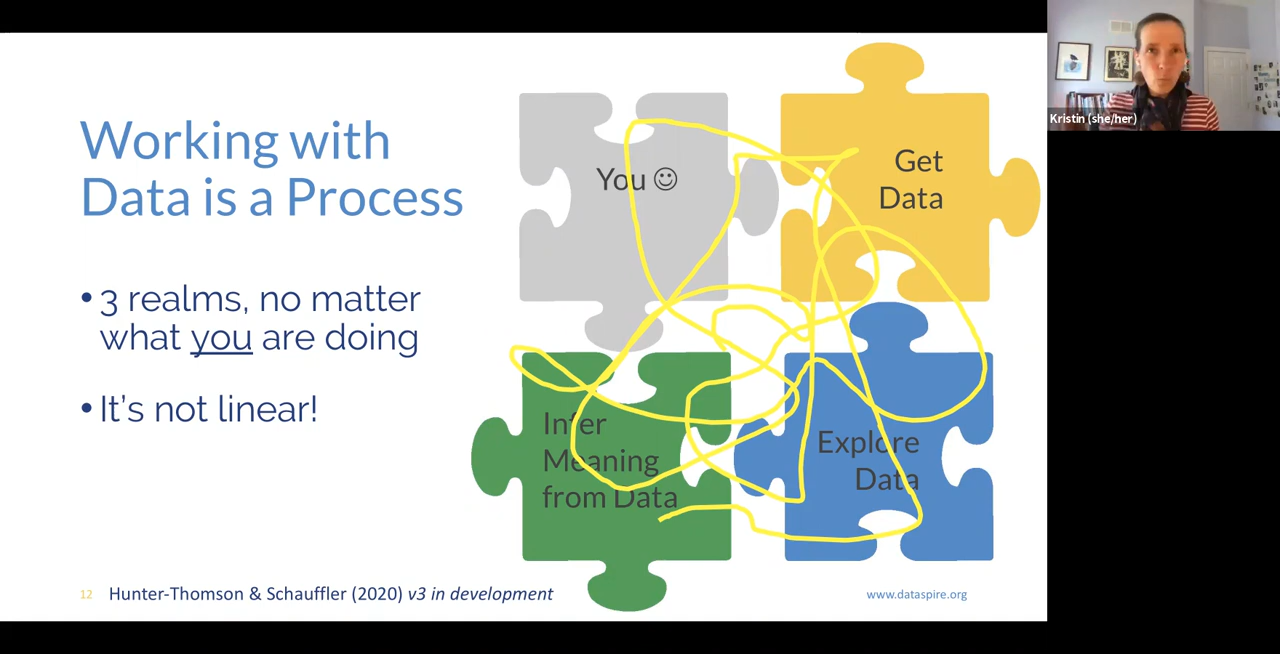 Working with
Data is a Process
• 3 realms, no matter
what you are doing
• It's not linear!
You ☺
Get
Data
Infer
Meaning
from Data
Explore
Data
12 Hunter-Thomson & Schauffler (2020) v3 in development
www.dataspire.org
Kristin (she/her)